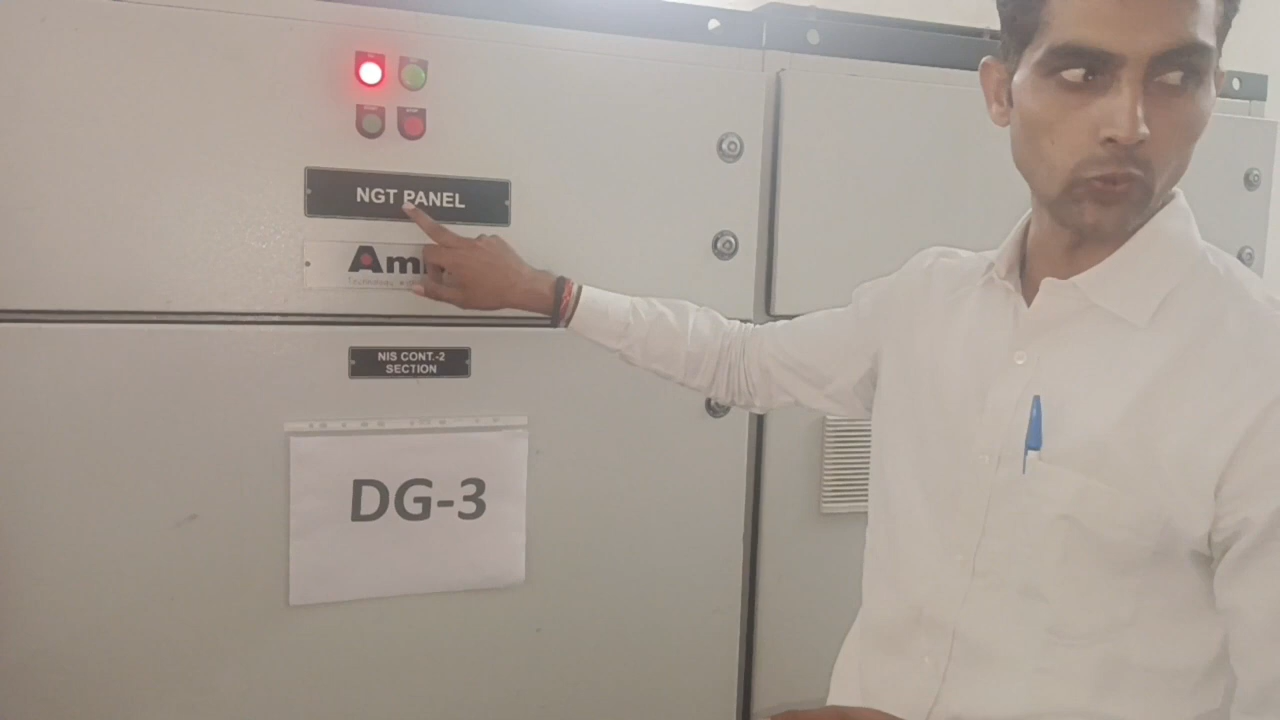 NGT PANEL
NIS CONT.-2
SECTION
DG-3